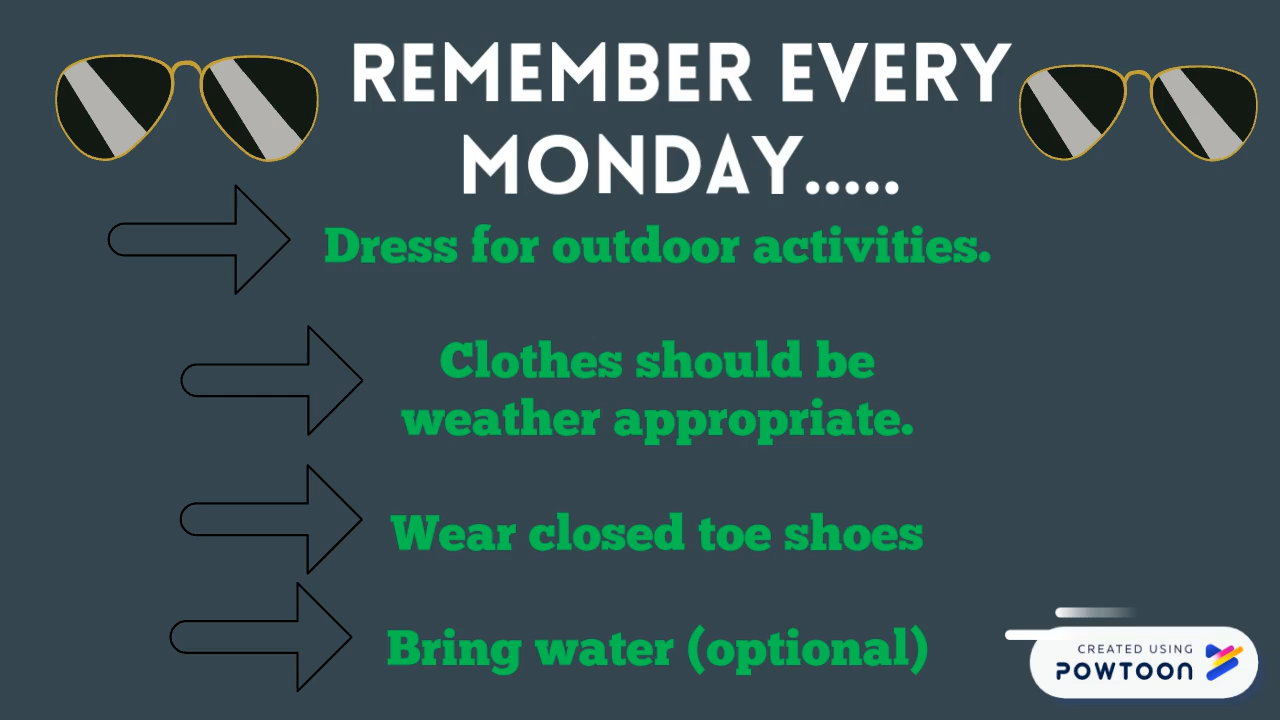 REMEMBER EVERY
MONDAY.....
Dress for outdoor activities.
Clothes should be
weather appropriate.
Wear closed toe shoes
Bring water (optional)
CREATED USING
POWTOON